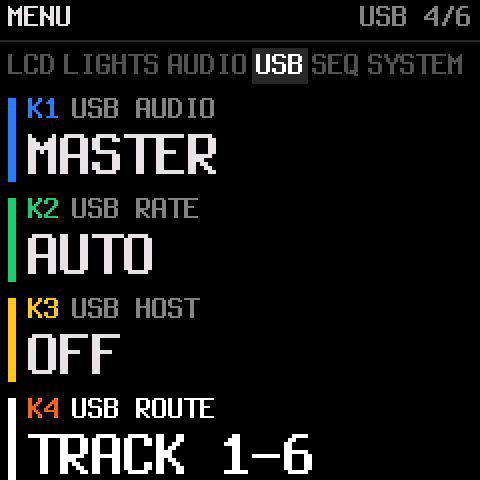 MENU USB 4/6
LCD LIGHTS AUDIO USB SEQ SYSTEM
K1 USB AUDIO
MASTER
K2 USB RATE
AUTO
K3 USB HOST
OFF
K4 USB ROUTE
TRACK 1-6